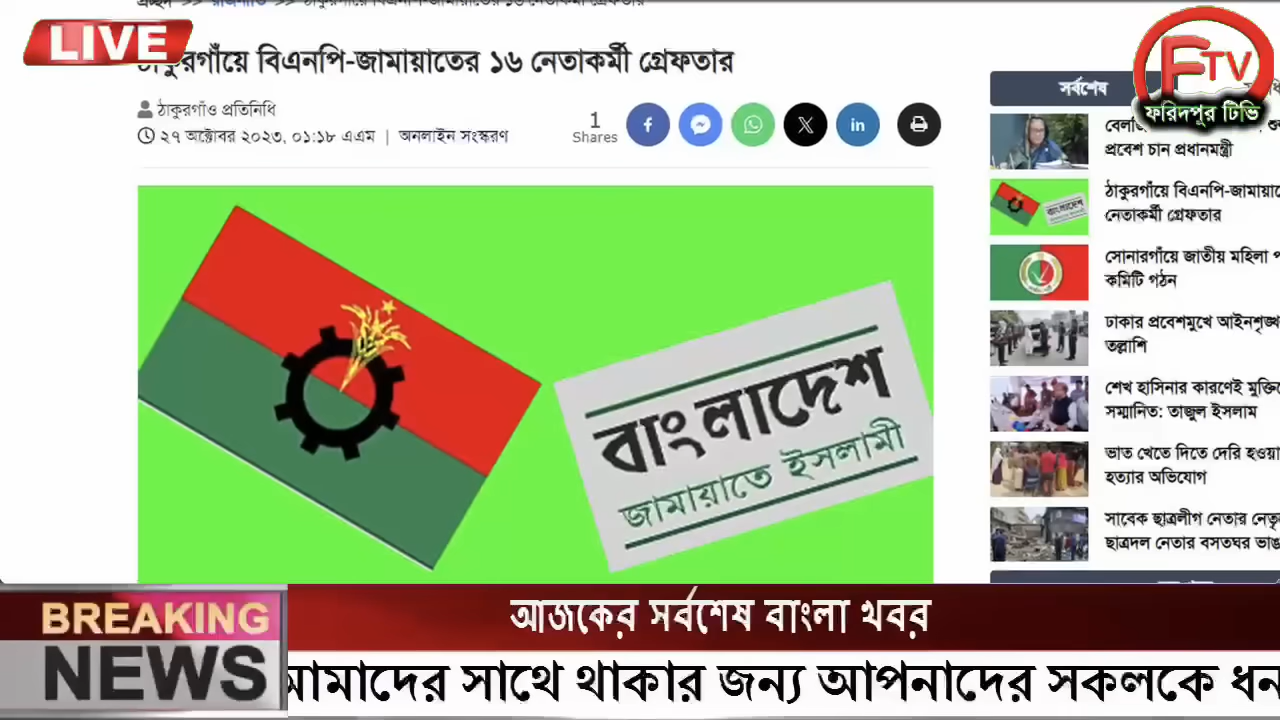 LIVE
ঠাকুরগাঁয়ে বিএনপি-জামায়াতের ১৬ নেতাকর্মী গ্রেফতার
ঠাকুরগাঁও প্রতিনিধি
২৭ অক্টোবর ২০২৩, ০১:১৮ এএম | অনলাইন সংস্করণ
1
Shares
বাংলাদেশ
জামায়াতে ইসলামী
FTV
ফরিদপুর টিভি
সর্বশেষ
প্রবেশ চান প্রধানমন্ত্রী
ঠাকুরগাঁয়ে বিএনপি-জামায়াতে
নেতাকর্মী গ্রেফতার
সোনারগাঁয়ে জাতীয় মহিলা
কমিটি গঠন
ঢাকার প্রবেশমুখে আইনশৃঙ্খ
তল্লাশি
শেখ হাসিনার কারণেই মুক্তি
সম্মানিত: তাজুল ইসলাম
ভাত খেতে দিতে দেরি হওয়া
হত্যার অভিযোগ
সাবেক ছাত্রলীগ নেতার নেতৃ
ছাত্রদল নেতার বসতঘর ভাঙ
BREAKING
NEWS
আজকের সর্বশেষ বাংলা খবর
আমাদের সাথে থাকার জন্য আপনাদের সকলকে ধন